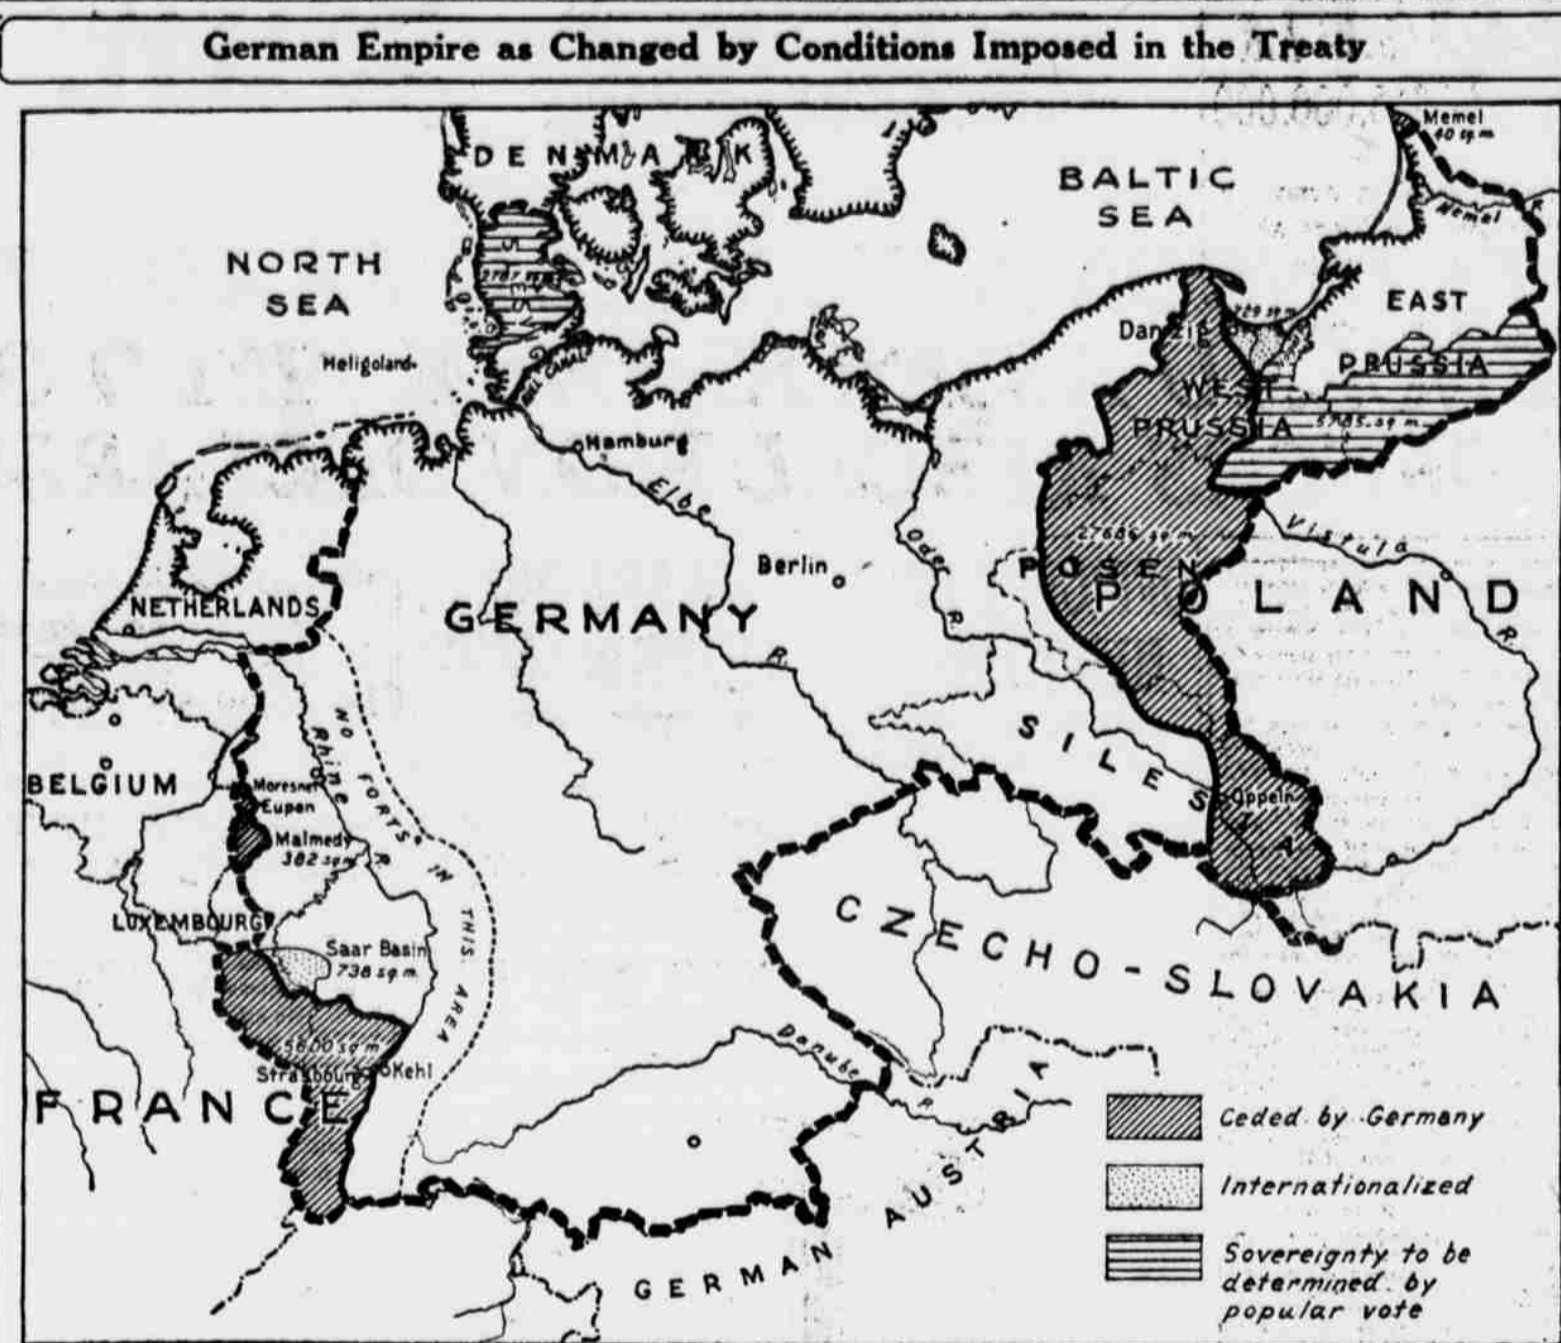 German Empire as Changed by Conditions Imposed in the Treaty
Memel
40 sq. m
DENMARK
BALTIC
SEA
Memel
R.
NORTH
SEA
EAST
PRUSSIA
5785 sq m
Danzig
729 sq m
Heligoland
KIEL CANAL
WEST
PRUSSIA
Hamburg
Elbe
R.
Oder
R.
Vistula
R.
Berlin
POSEN
POLAND
NETHERLANDS
GERMANY
NO FORTS IN THIS AREA
Rhine
R.
SILESIA
BELGIUM
Moresnet
Eupen
Malmedy
382 sq m
Oppeln
LUXEMBOURG
CZECHO-SLOVAKIA
Saar Basin
738 sq. m
5600 sq m
Strasbourg
Kehl
Danube
R.
FRANCE
GERMAN AUSTRIA
Ceded by Germany
Internationalized
Sovereignty to be
determined by
popular vote